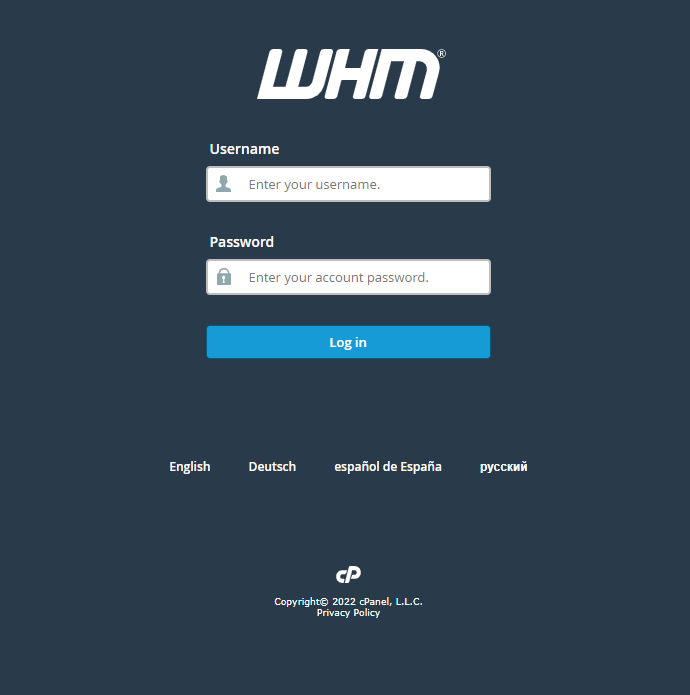 WHM®
Username
Enter your username.
Password
Enter your account password.
Log in
English Deutsch español de España русский
cP
Copyright© 2022 cPanel, L.L.C.
Privacy Policy